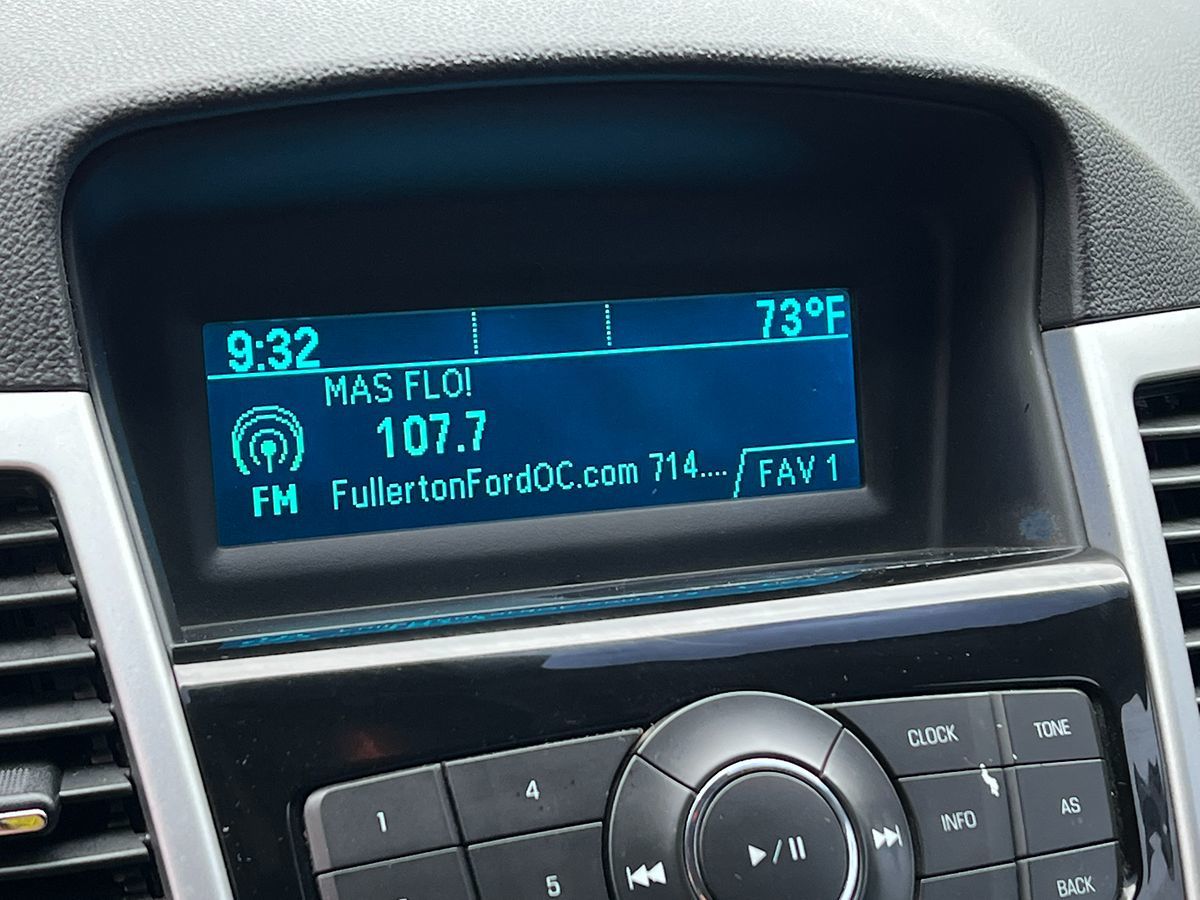 9:32 73°F
MAS FLO!
107.7
FM FullertonFordOC.com 714.... FAV 1
CLOCK TONE
1 4
INFO AS
5 BACK